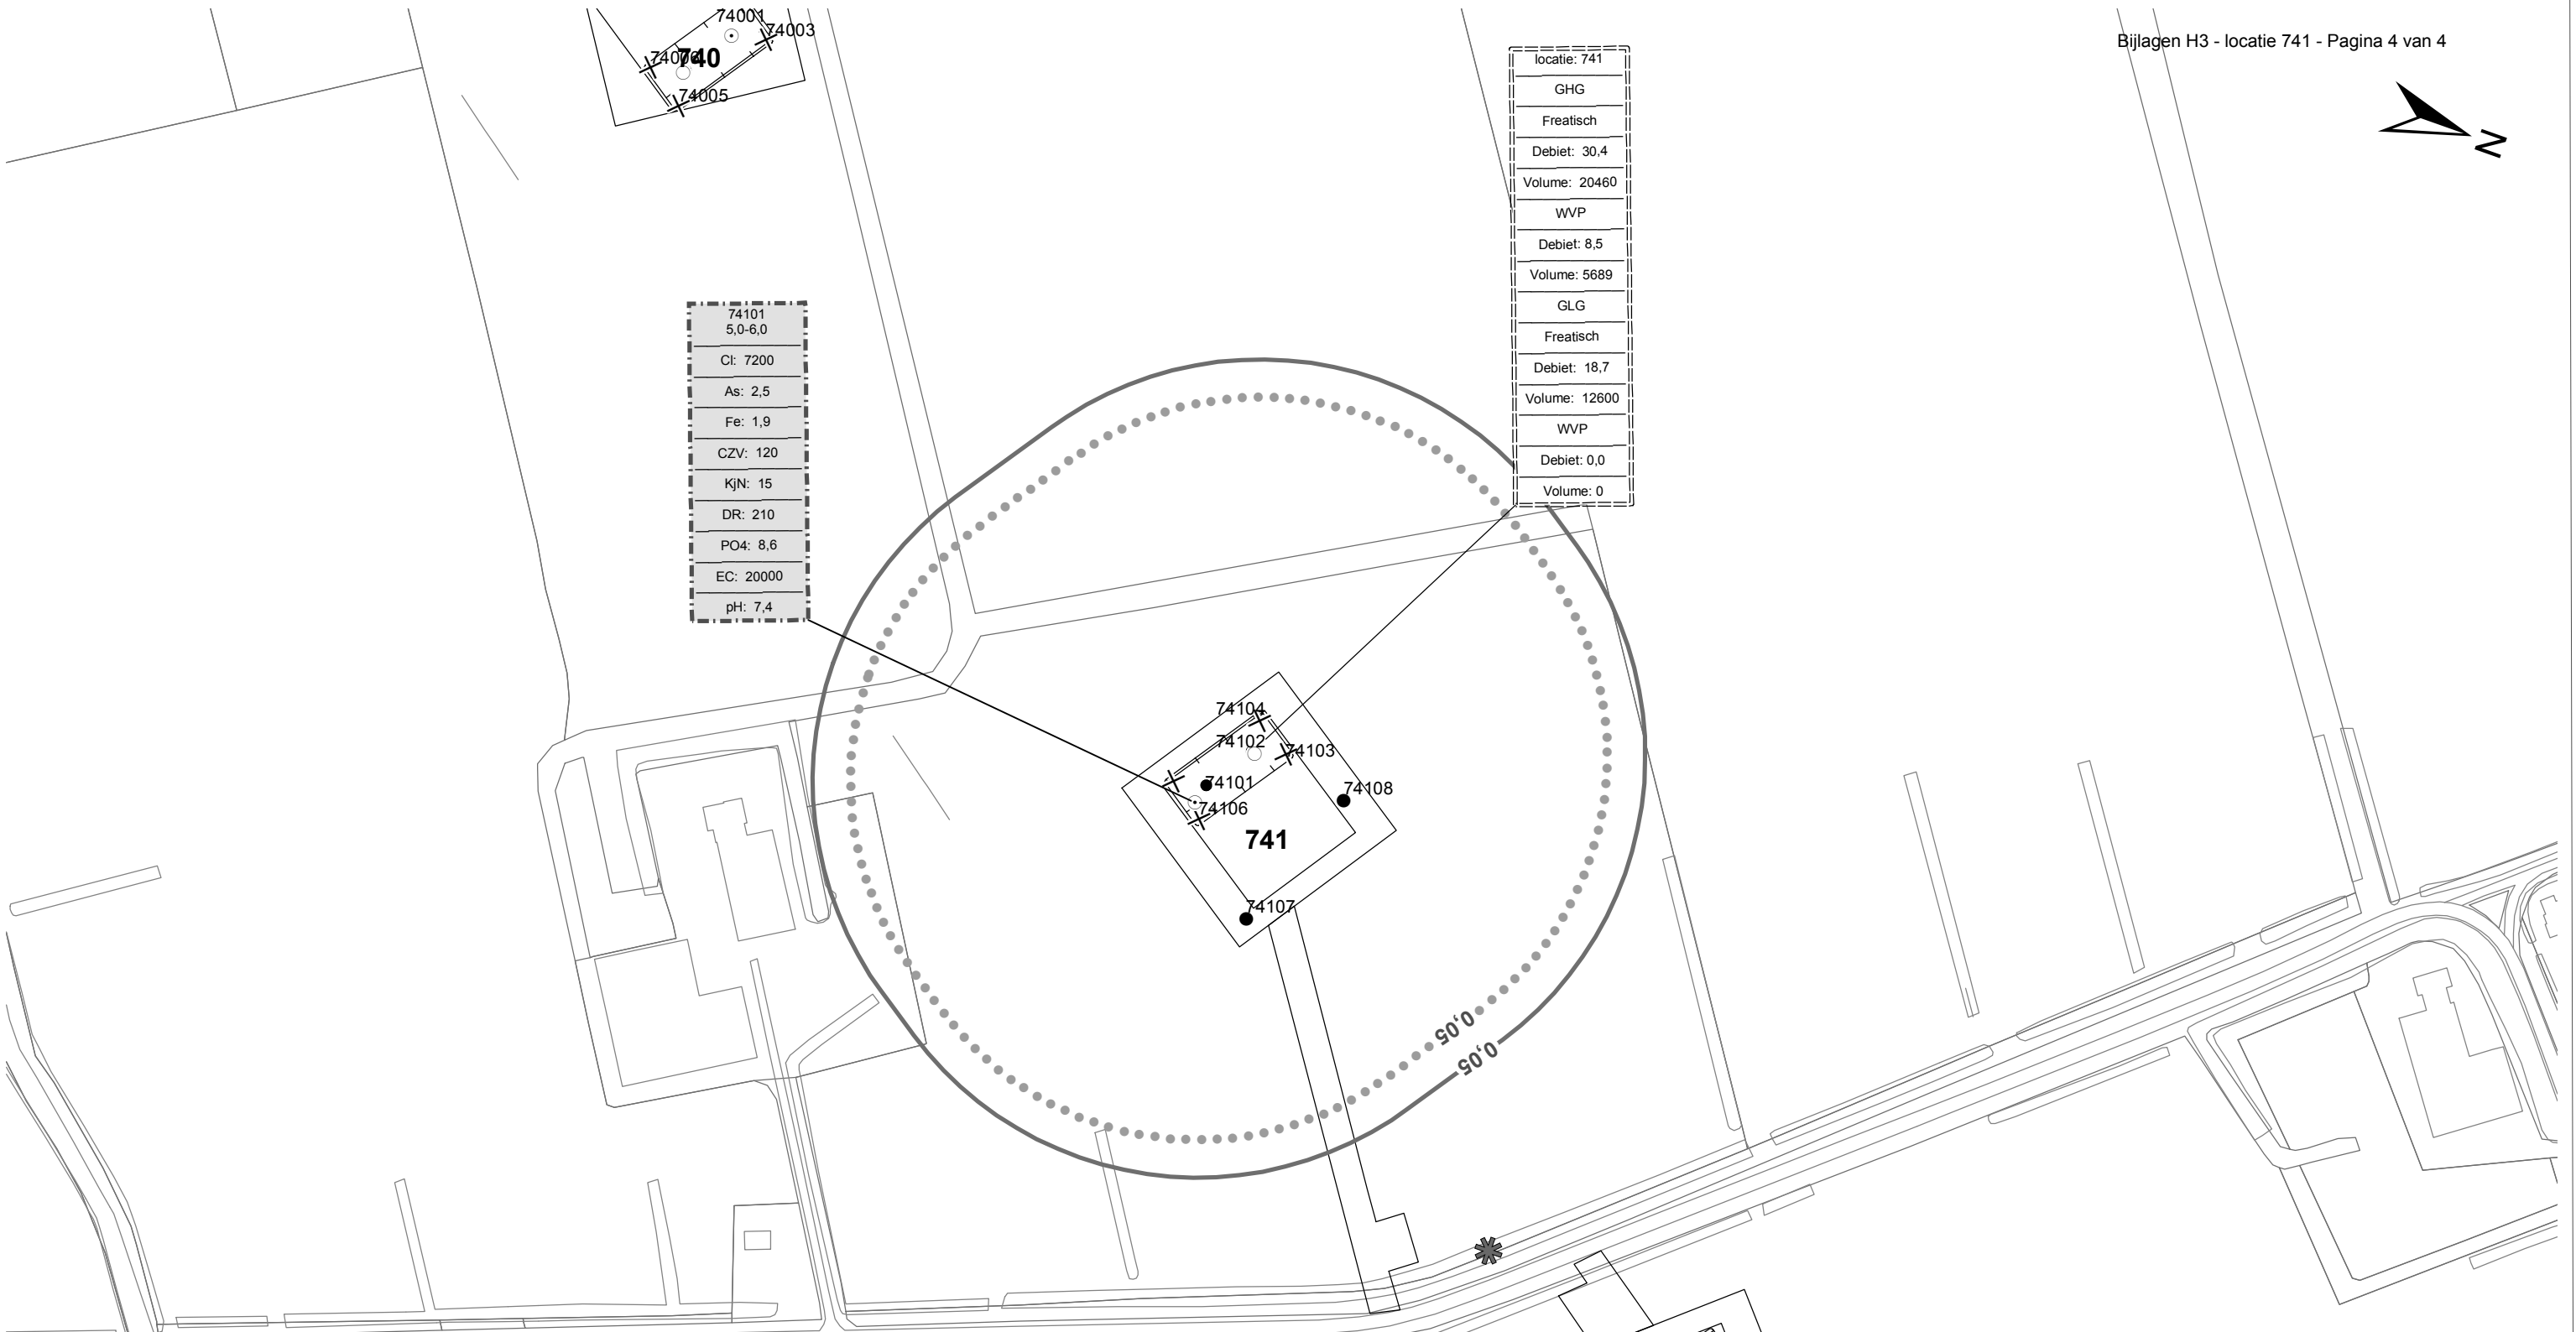 Bijlagen H3 - locatie 741 - Pagina 4 van 4
N
74001
74003
740
74005
locatie: 741
GHG
Freatisch
Debiet: 30,4
Volume: 20460
WVP
Debiet: 8,5
Volume: 5689
GLG
Freatisch
Debiet: 18,7
Volume: 12600
WVP
Debiet: 0,0
Volume: 0
74101
5,0-6,0
Cl: 7200
As: 2,5
Fe: 1,9
CZV: 120
KjN: 15
DR: 210
PO4: 8,6
EC: 20000
pH: 7,4
74104
74102
74103
74101
74108
74106
741
74107
0,05
0,05